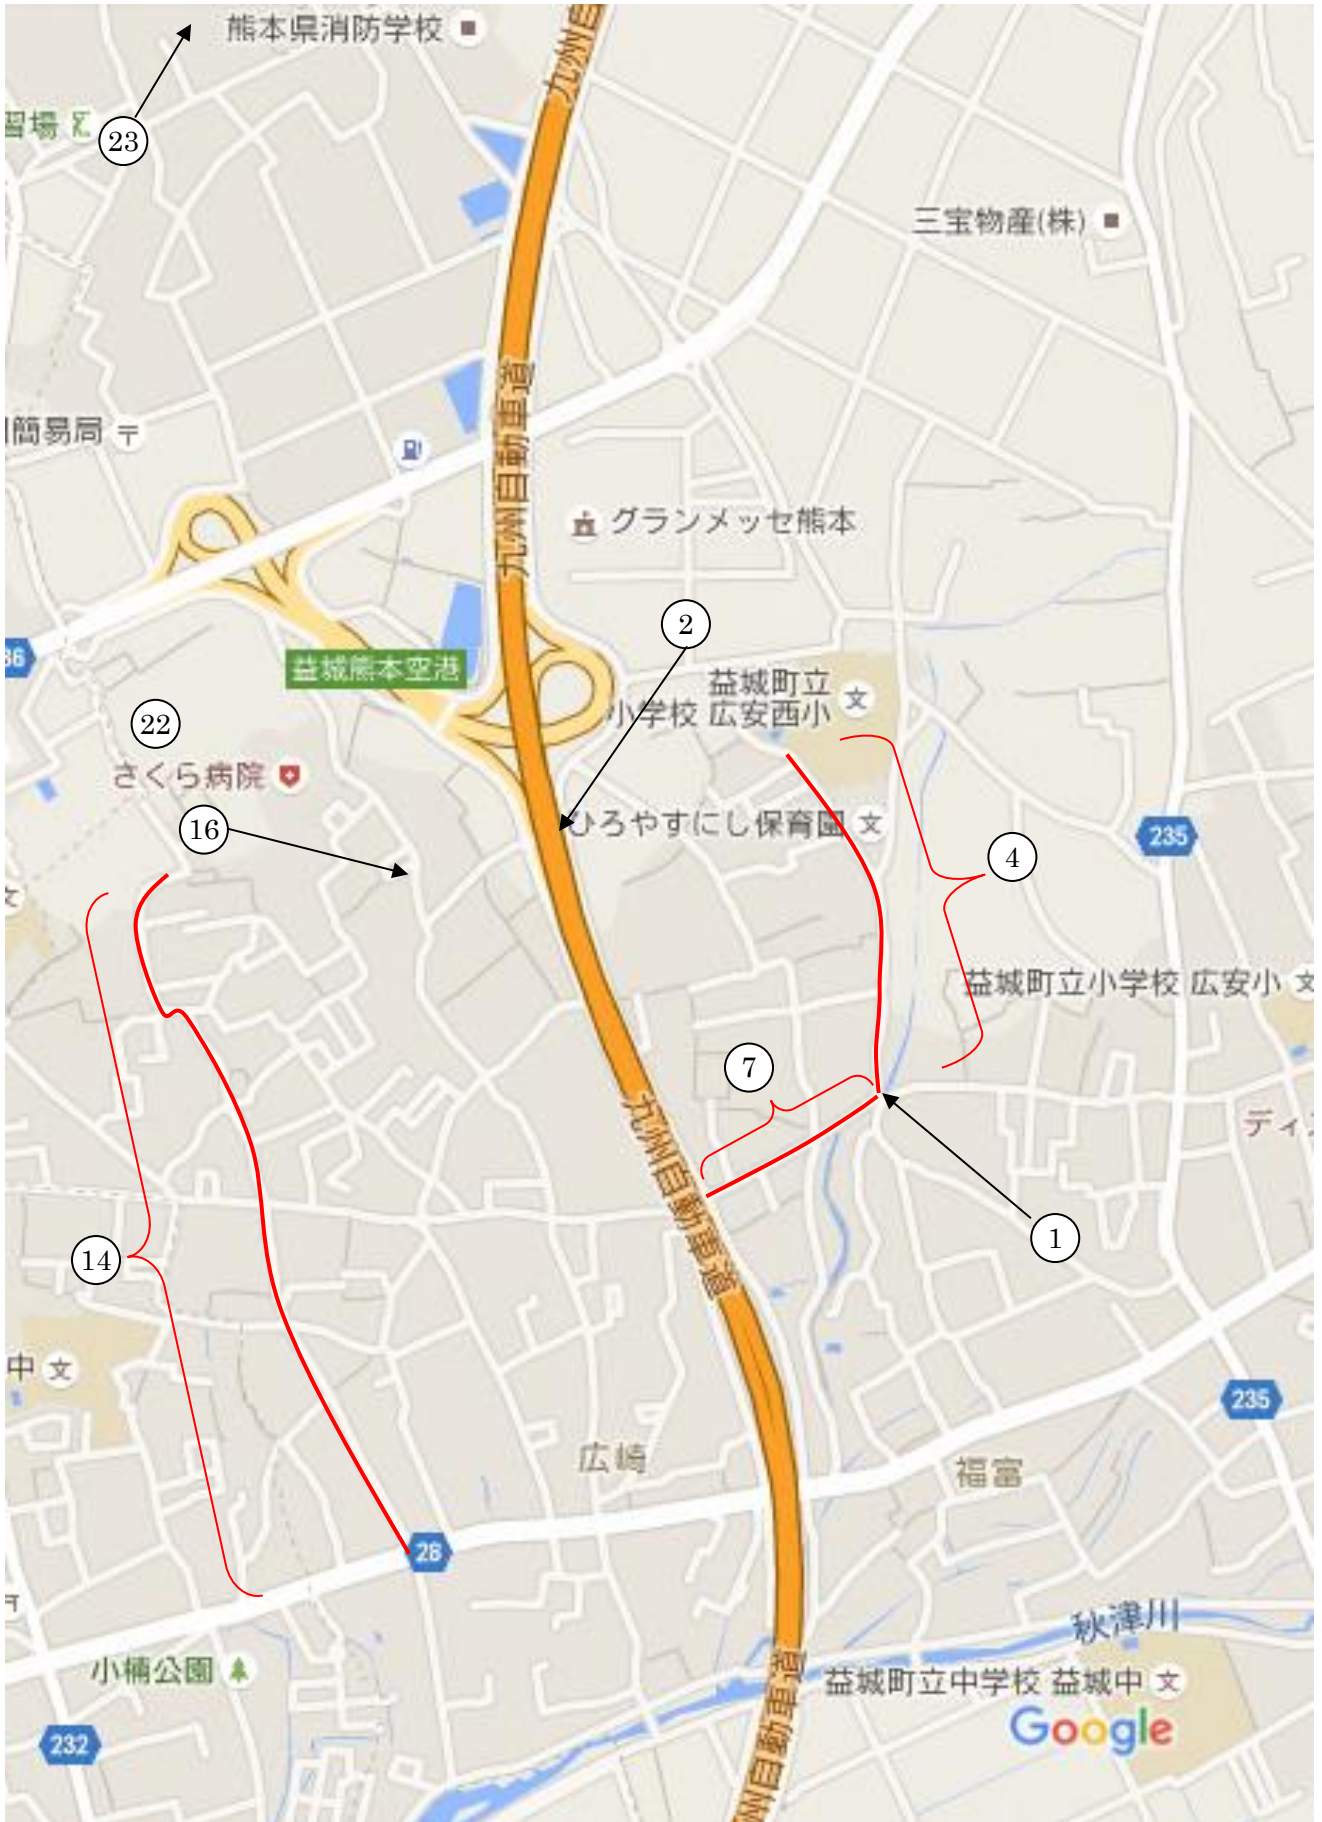 九州自
熊本県消防学校
習場
23
三宝物産(株)
九州自動車道
簡易局
グランメッセ熊本
2
36
益城熊本空港
益城町立
小学校 広安西小
22
さくら病院
16
ひろやすにし保育園
235
4
益城町立小学校 広安小
7
九州自動車道
ディ
1
14
中
235
広崎
福富
28
秋津川
小楠公園
益城町立中学校 益城中
Google
232
州自動車道